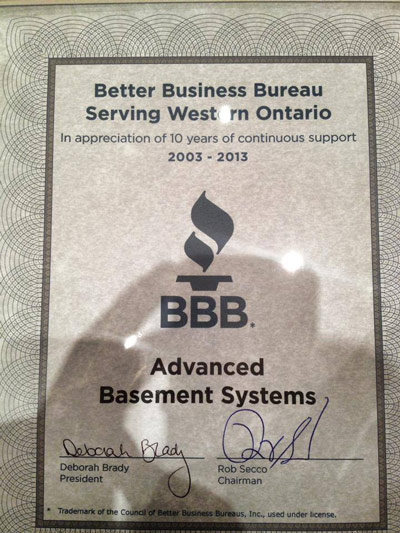 Better Business Bureau
Serving Western Ontario
In appreciation of 10 years of continuous support
2003 - 2013
BBB®
Advanced
Basement Systems
Deborah Brady
Deborah Brady
President
Rob Secco
Chairman
* Trademark of the Council of Better Business Bureaus, Inc., used under license.